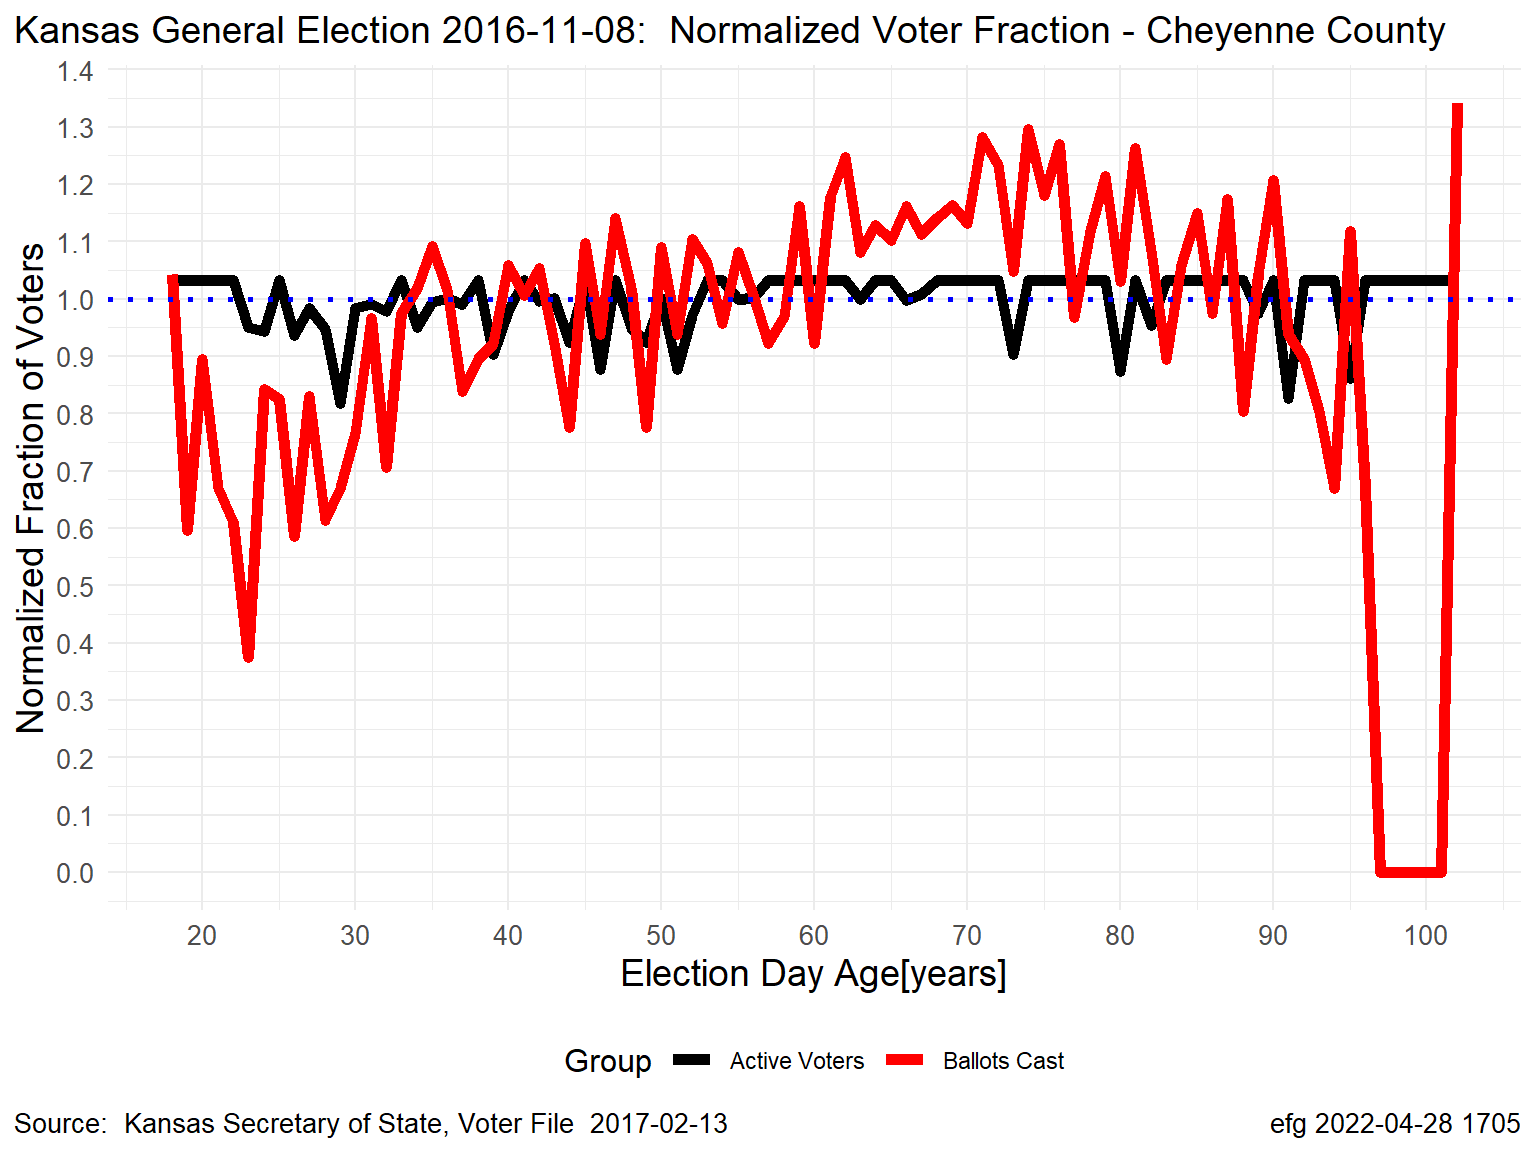 Kansas General Election 2016-11-08:  Normalized Voter Fraction - Cheyenne County
Normalized Fraction of Voters
1.4
1.3
1.2
1.1
1.0
0.9
0.8
0.7
0.6
0.5
0.4
0.3
0.2
0.1
0.0
20 30 40 50 60 70 80 90 100
Election Day Age[years]
Group Active Voters Ballots Cast
Source:  Kansas Secretary of State, Voter File  2017-02-13 efg 2022-04-28 1705